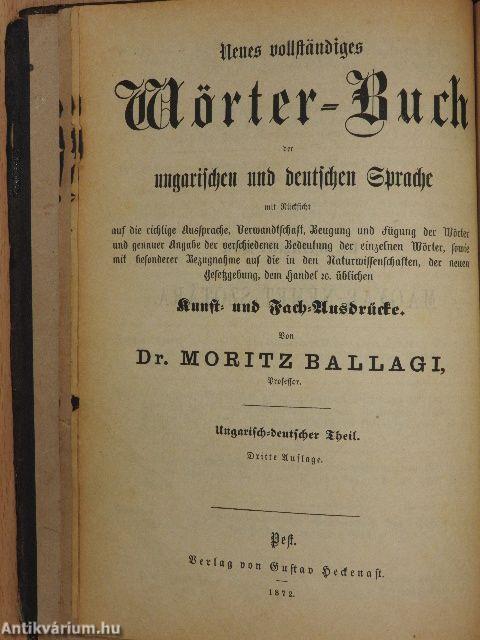 Neues vollständiges
Wörter-Buch
der
ungarischen und deutschen Sprache
mit Rücksicht
auf die richtige Aussprache, Verwandtschaft, Beugung und Fügung der Wörter
und genauer Angabe der verschiedenen Bedeutung der einzelnen Wörter, sowie
mit besonderer Bezugnahme auf die in den Naturwissenschaften, der neuen
Gesetzgebung, dem Handel ꝛc. üblichen
Kunst- und Fach-Ausdrücke.
Von
Dr. MORITZ BALLAGI,
Professor.
Ungarisch-deutscher Theil.
Dritte Auflage.
Pest.
Verlag von Gustav Heckenast.
1872.
Antikvárium.hu